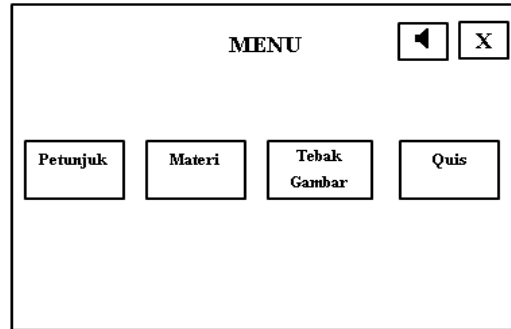 MENU
X
Petunjuk
Materi
Tebak
Gambar
Quis